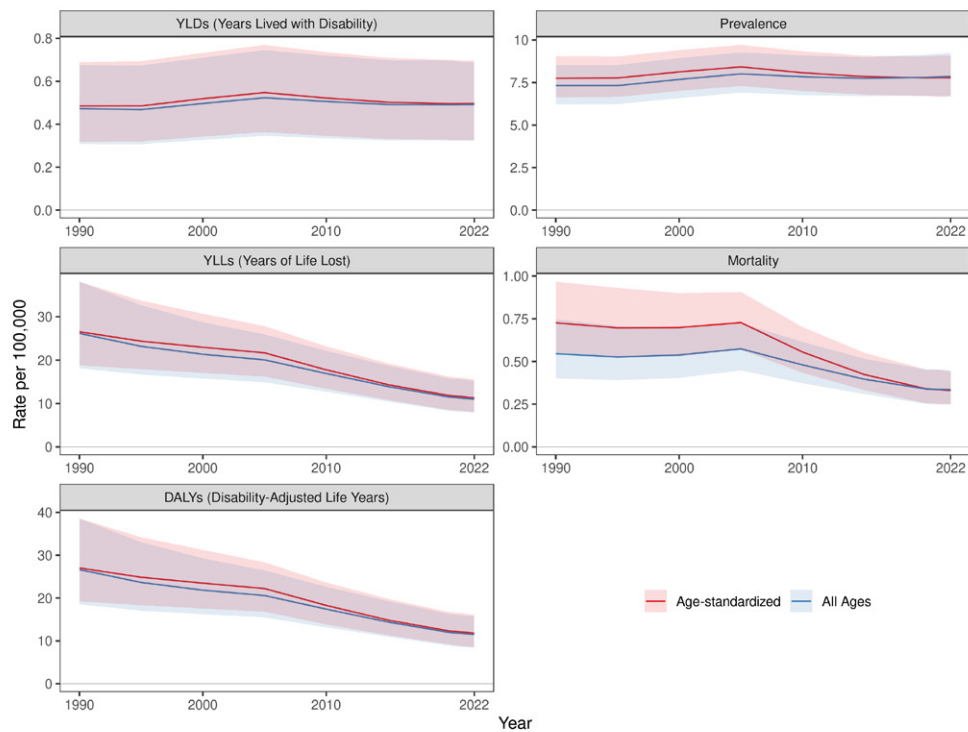 YLDs (Years Lived with Disability)
0.8
0.6
0.4
0.2
0.0
1990 2000 2010 2022
Prevalence
10
7.5
5.0
2.5
0
1990 2000 2010 2022
YLLs (Years of Life Lost)
30
20
10
0
1990 2000 2010 2022
Mortality
1.00
0.75
0.50
0.25
0.00
1990 2000 2010 2022
DALYs (Disability-Adjusted Life Years)
40
30
20
10
0
1990 2000 2010 2022
Rate per 100,000
Year
Age-standardized All Ages